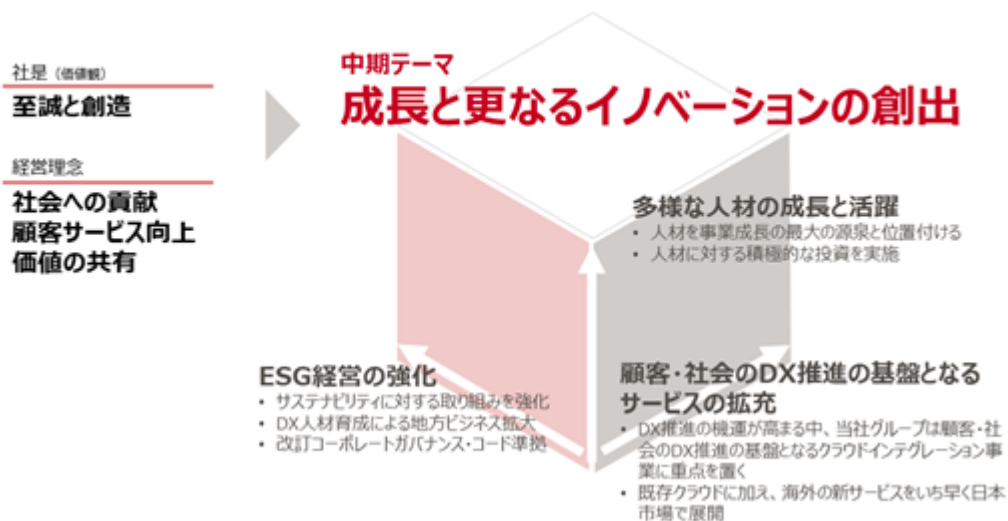 社是（価値観）
至誠と創造
経営理念
社会への貢献
顧客サービス向上
価値の共有
中期テーマ
成長と更なるイノベーションの創出
多様な人材の成長と活躍
• 人材を事業成長の最大の源泉と位置付ける
• 人材に対する積極的な投資を実施
ESG経営の強化
• サステナビリティに対する取り組みを強化
• DX人材育成による地方ビジネス拡大
• 改訂コーポレートガバナンス・コード準拠
顧客・社会のDX推進の基盤となる
サービスの拡充
• DX推進の機運が高まる中、当社グループは顧客・社
会のDX推進の基盤となるクラウドインテグレーション事
業に重点を置く
• 既存クラウドに加え、海外の新サービスをいち早く日本
市場で展開